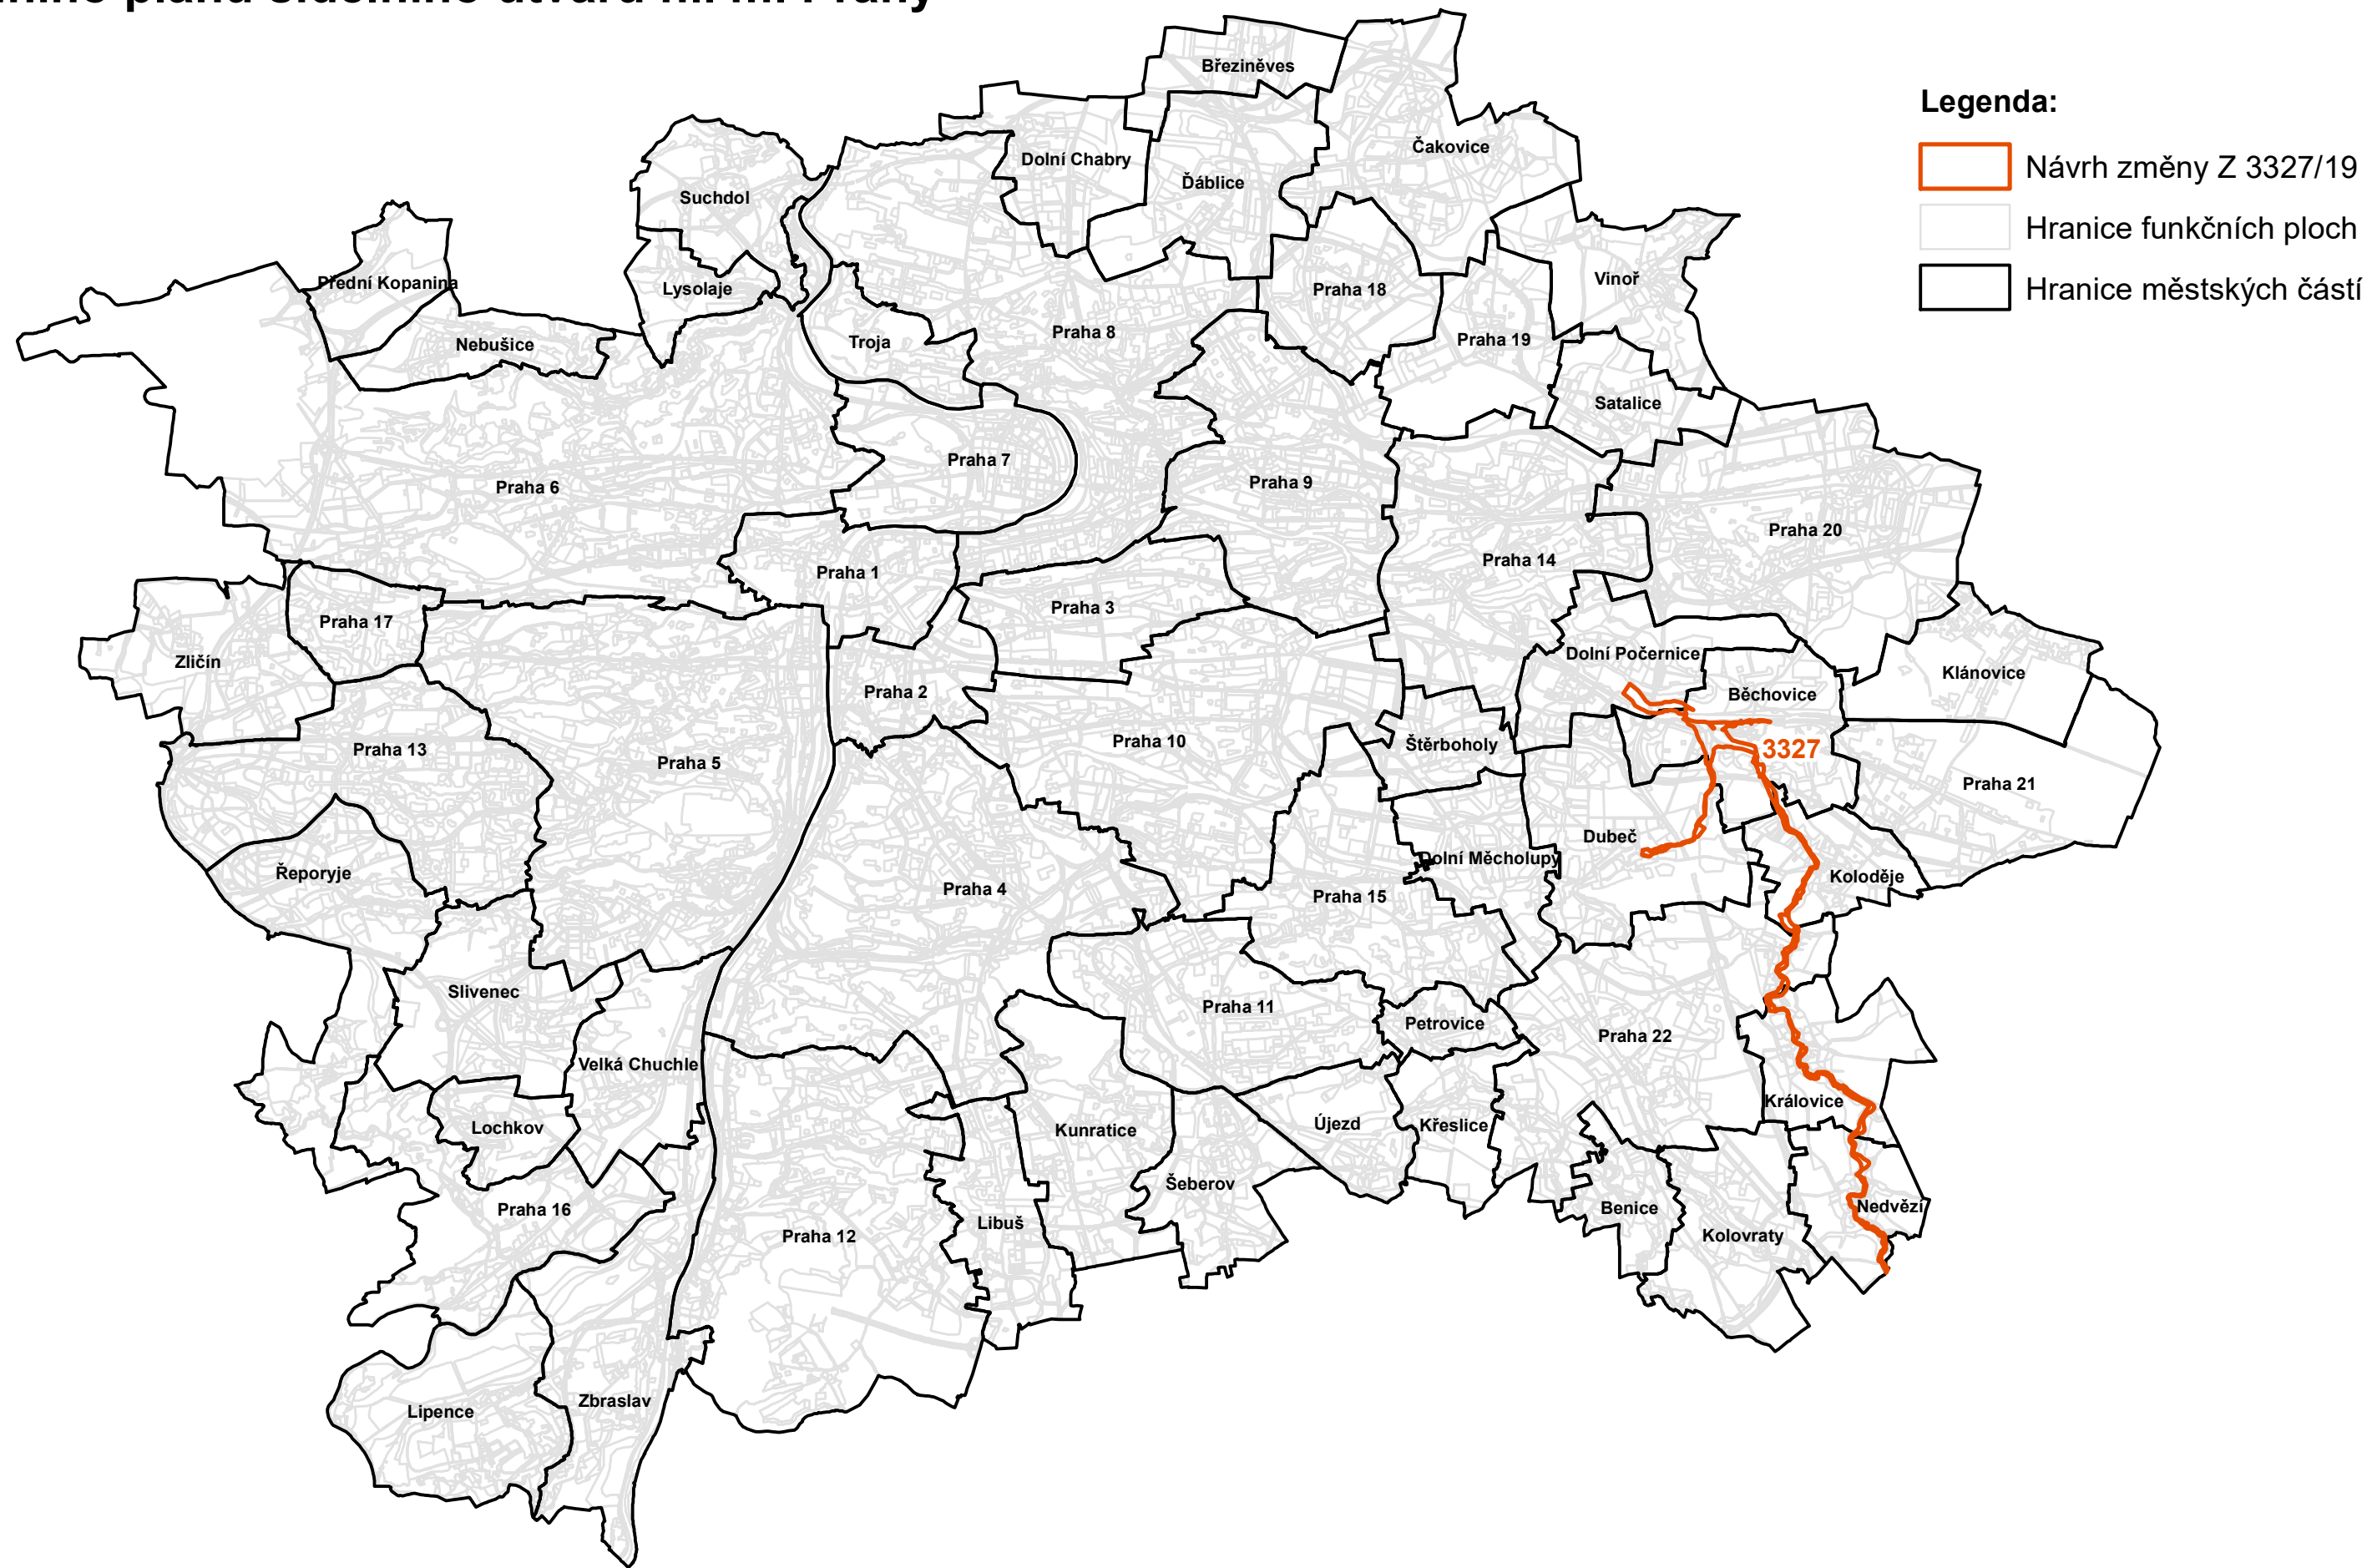 plánu sídelního útvaru hl. m. Prahy
Legenda:
Návrh změny Z 3327/19
Hranice funkčních ploch
Hranice městských částí
Březiněves
Dolní Chabry
Ďáblice
Čakovice
Suchdol
Přední Kopanina
Lysolaje
Vinoř
Praha 18
Nebušice
Troja
Praha 8
Praha 19
Satalice
Praha 6
Praha 7
Praha 9
Praha 20
Praha 14
Praha 1
Praha 3
Praha 17
Zličín
Dolní Počernice
Klánovice
Praha 2
Běchovice
Praha 13
Praha 5
Praha 10
Štěrboholy
3327
Praha 21
Dubeč
Řeporyje
Praha 4
Praha 15
Dolní Měcholupy
Koloděje
Slivenec
Praha 11
Petrovice
Praha 22
Velká Chuchle
Královice
Lochkov
Kunratice
Újezd
Křeslice
Šeberov
Praha 16
Libuš
Benice
Nedvězí
Praha 12
Kolovraty
Lipence
Zbraslav